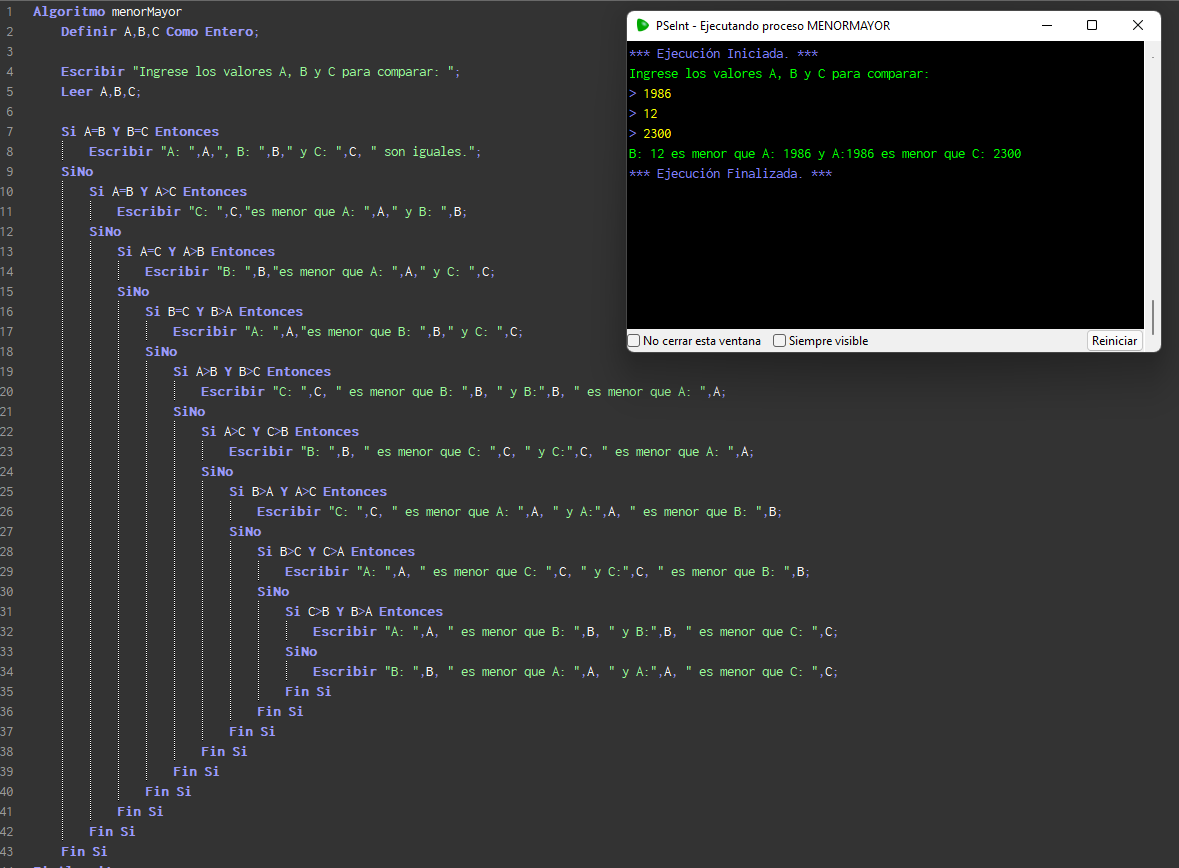 1 Algoritmo menorMayor
2 Definir A,B,C Como Entero;
3
4 Escribir "Ingrese los valores A, B y C para comparar: ";
5 Leer A,B,C;
6
7 Si A=B Y B=C Entonces
8 Escribir "A: ",A,", B: ",B," y C: ",C, " son iguales.";
9 SiNo
10 Si A=B Y A>C Entonces
11 Escribir "C: ",C,"es menor que A: ",A," y B: ",B;
12 SiNo
13 Si A=C Y A>B Entonces
14 Escribir "B: ",B,"es menor que A: ",A," y C: ",C;
15 SiNo
16 Si B=C Y B>A Entonces
17 Escribir "A: ",A,"es menor que B: ",B," y C: ",C;
18 SiNo
19 Si A>B Y B>C Entonces
20 Escribir "C: ",C, " es menor que B: ",B, " y B:",B, " es menor que A: ",A;
21 SiNo
22 Si A>C Y C>B Entonces
23 Escribir "B: ",B, " es menor que C: ",C, " y C:",C, " es menor que A: ",A;
24 SiNo
25 Si B>A Y A>C Entonces
26 Escribir "C: ",C, " es menor que A: ",A, " y A:",A, " es menor que B: ",B;
27 SiNo
28 Si B>C Y C>A Entonces
29 Escribir "A: ",A, " es menor que C: ",C, " y C:",C, " es menor que B: ",B;
30 SiNo
31 Si C>B Y B>A Entonces
32 Escribir "A: ",A, " es menor que B: ",B, " y B:",B, " es menor que C: ",C;
33 SiNo
34 Escribir "B: ",B, " es menor que A: ",A, " y A:",A, " es menor que C: ",C;
35 Fin Si
36 Fin Si
37 Fin Si
38 Fin Si
39 Fin Si
40 Fin Si
41 Fin Si
42 Fin Si
43 Fin Si
PSeInt - Ejecutando proceso MENORMAYOR
*** Ejecución Iniciada. ***
Ingrese los valores A, B y C para comparar:
> 1986
> 12
> 2300
B: 12 es menor que A: 1986 y A:1986 es menor que C: 2300
*** Ejecución Finalizada. ***
No cerrar esta ventana Siempre visible Reiniciar